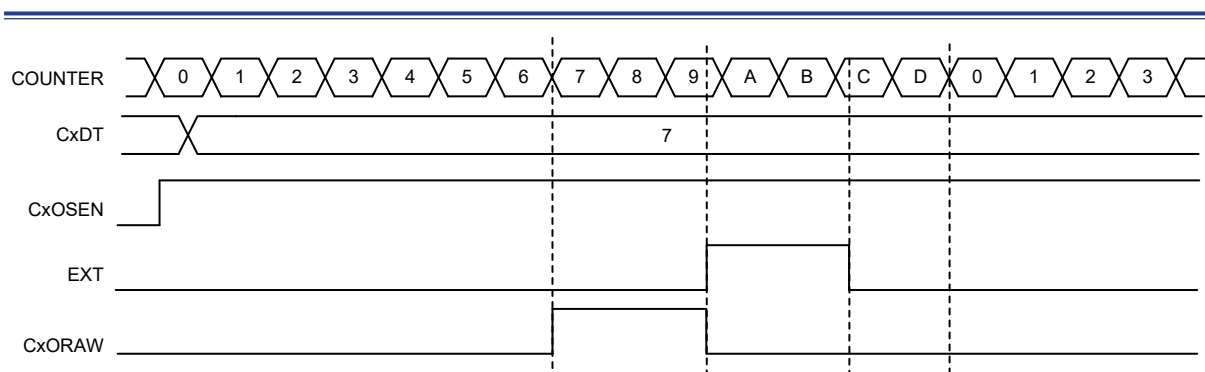 COUNTER 0 1 2 3 4 5 6 7 8 9 A B C D 0 1 2 3
CxDT 7
CxOSEN
EXT
CxORAW